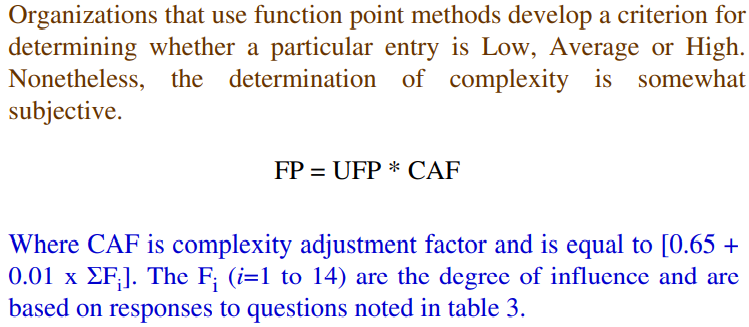 Organizations that use function point methods develop a criterion for
determining whether a particular entry is Low, Average or High.
Nonetheless, the determination of complexity is somewhat
subjective.
FP = UFP * CAF
Where CAF is complexity adjustment factor and is equal to [0.65 +
0.01 x ΣFi]. The Fi (i=1 to 14) are the degree of influence and are
based on responses to questions noted in table 3.